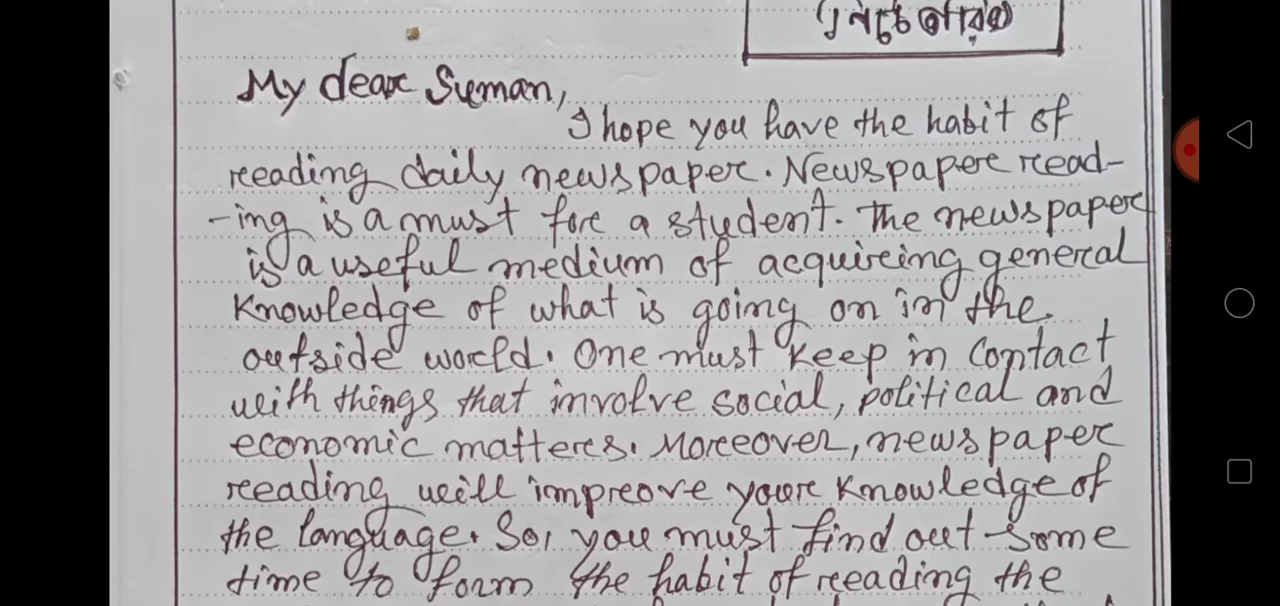 My dear Suman,
I hope you have the habit of
reading daily newspaper. Newspaper read-
-ing is a must for a student. The newspaper
is a useful medium of acquiring general
Knowledge of what is going on in the
outside world. One must keep in contact
with things that involve social, political and
economic matters. Moreover, newspaper
reading will improve your knowledge of
the language. So, you must find out some
time to form the habit of reading the